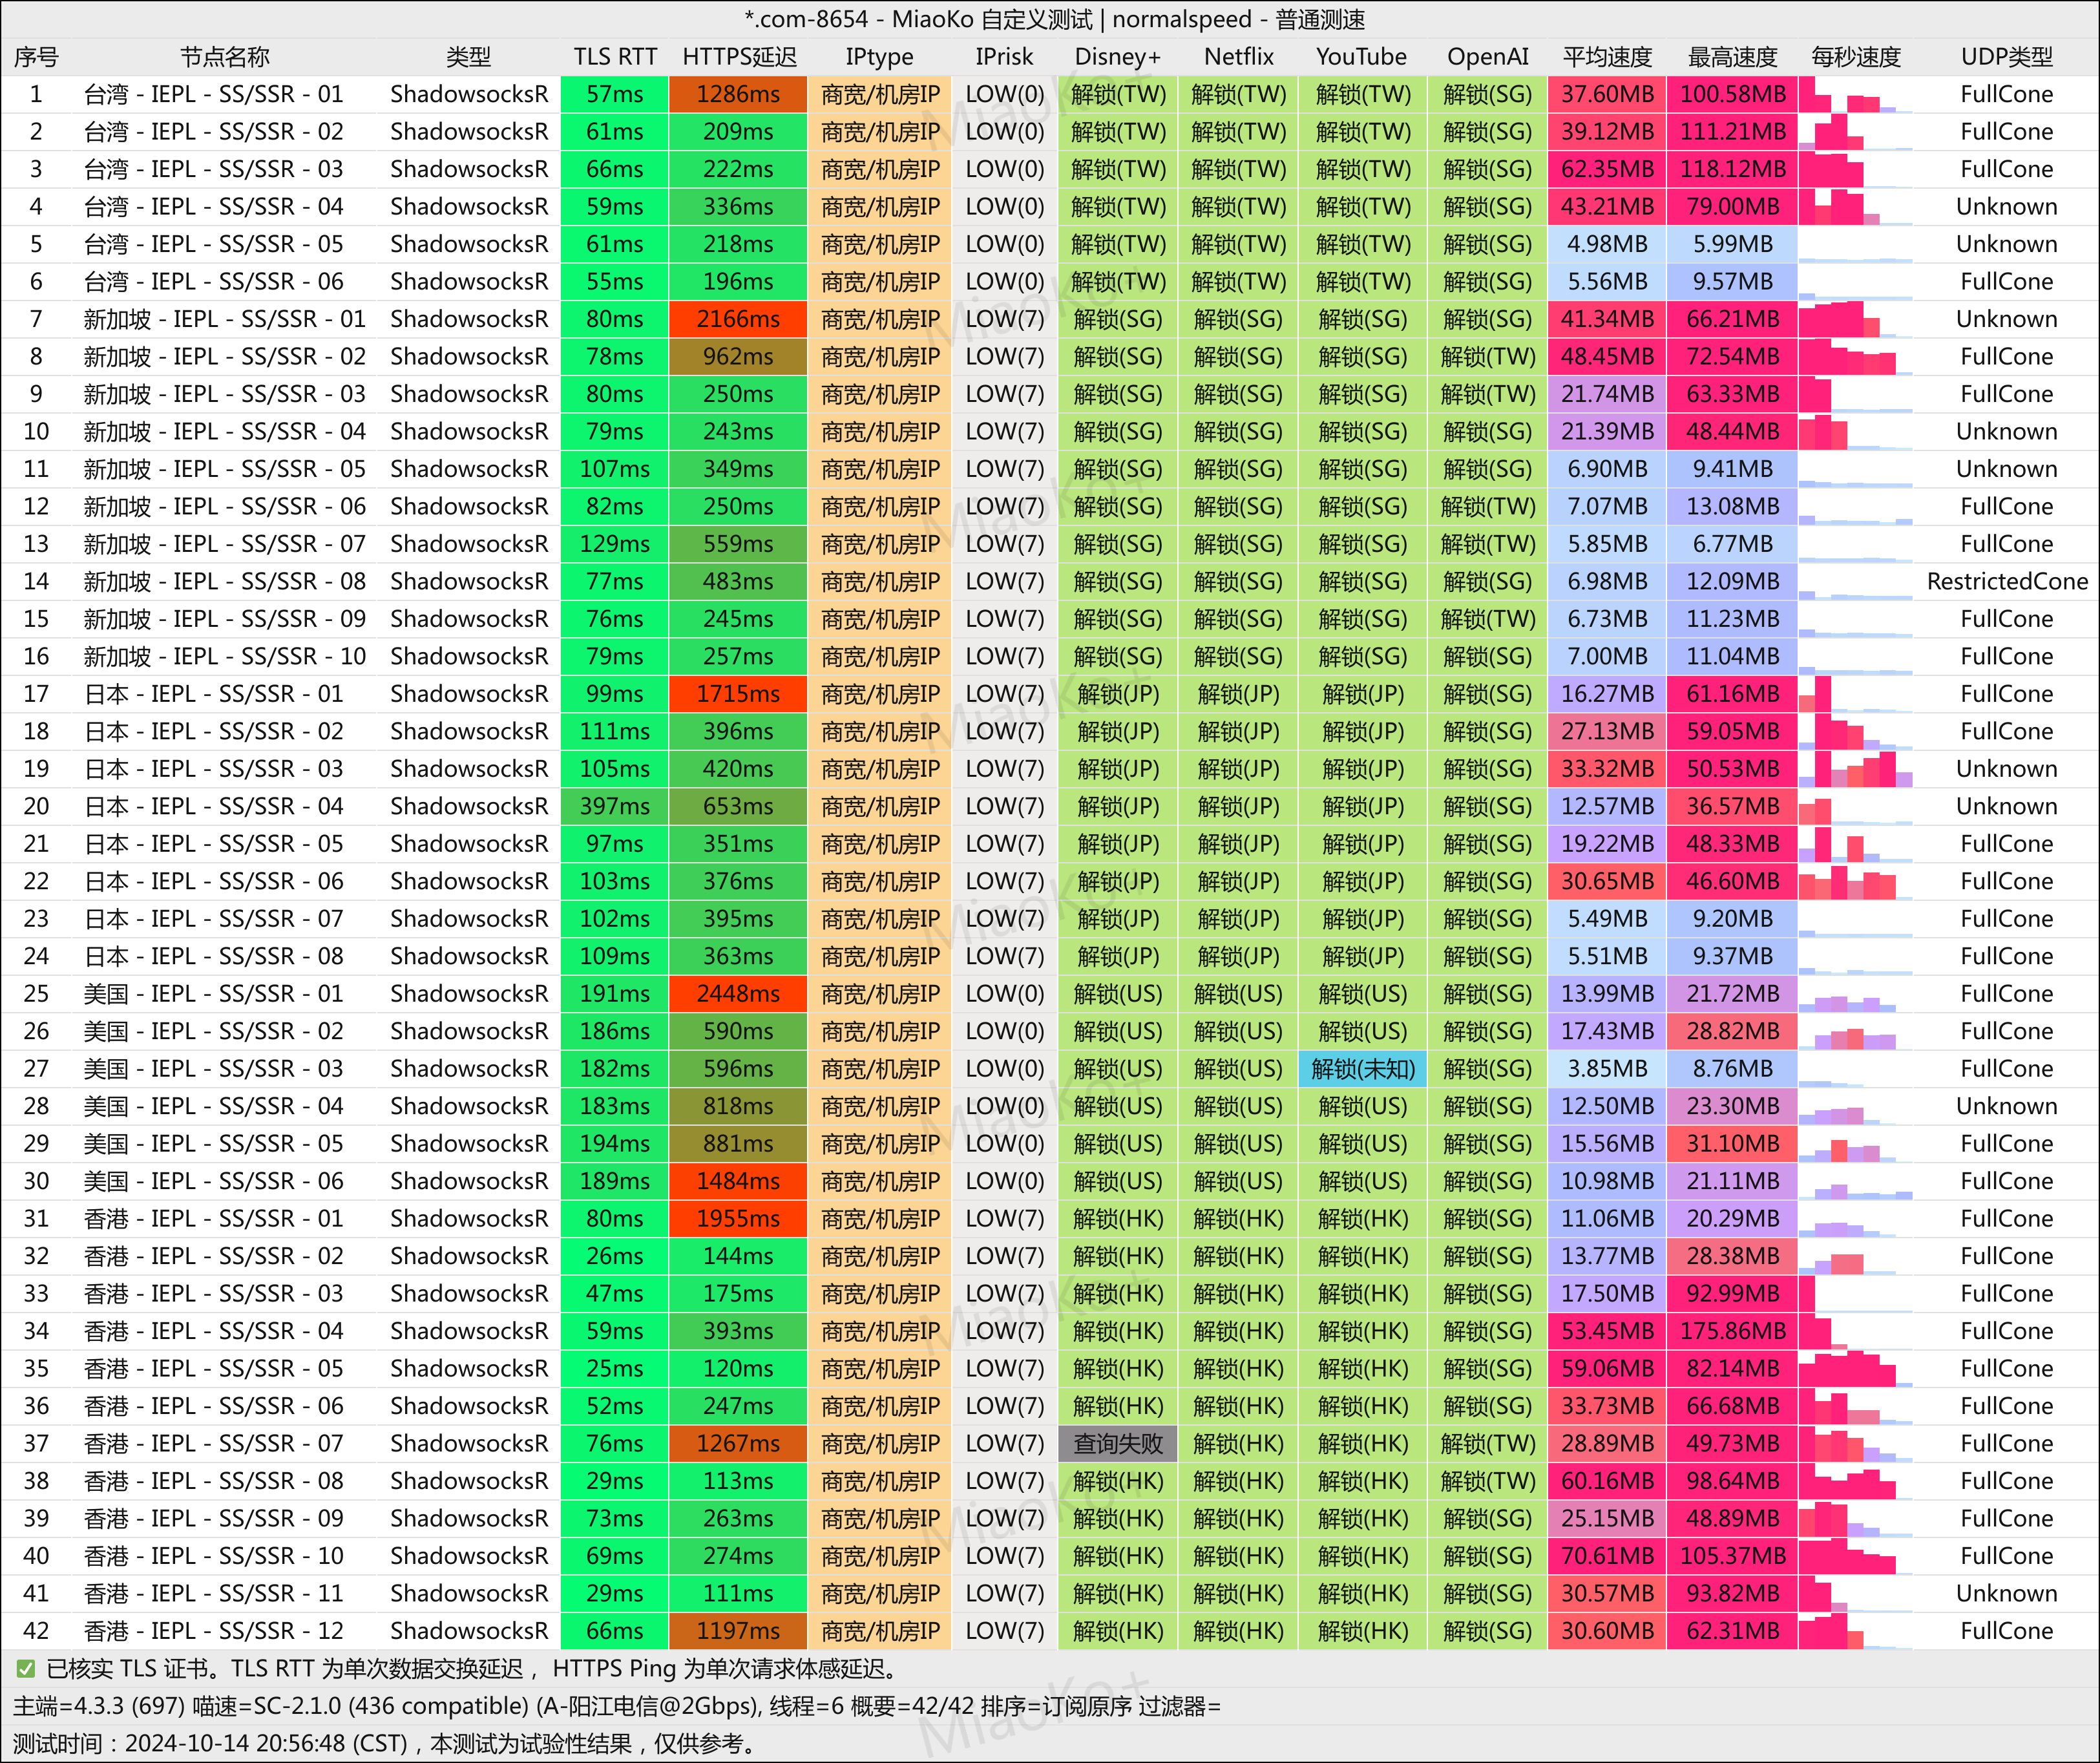 *.com-8654 - MiaoKo 自定义测试 | normalspeed - 普通测速
序号 节点名称 类型 TLS RTT HTTPS延迟 IPtype IPrisk Disney+ Netflix YouTube OpenAI 平均速度 最高速度 每秒速度 UDP类型
1 台湾 - IEPL - SS/SSR - 01 ShadowsocksR 57ms 1286ms 商宽/机房IP LOW(0) 解锁(TW) 解锁(TW) 解锁(TW) 解锁(SG) 37.60MB 100.58MB FullCone
2 台湾 - IEPL - SS/SSR - 02 ShadowsocksR 61ms 209ms 商宽/机房IP LOW(0) 解锁(TW) 解锁(TW) 解锁(TW) 解锁(SG) 39.12MB 111.21MB FullCone
3 台湾 - IEPL - SS/SSR - 03 ShadowsocksR 66ms 222ms 商宽/机房IP LOW(0) 解锁(TW) 解锁(TW) 解锁(TW) 解锁(SG) 62.35MB 118.12MB FullCone
4 台湾 - IEPL - SS/SSR - 04 ShadowsocksR 59ms 336ms 商宽/机房IP LOW(0) 解锁(TW) 解锁(TW) 解锁(TW) 解锁(SG) 43.21MB 79.00MB Unknown
5 台湾 - IEPL - SS/SSR - 05 ShadowsocksR 61ms 218ms 商宽/机房IP LOW(0) 解锁(TW) 解锁(TW) 解锁(TW) 解锁(SG) 4.98MB 5.99MB Unknown
6 台湾 - IEPL - SS/SSR - 06 ShadowsocksR 55ms 196ms 商宽/机房IP LOW(0) 解锁(TW) 解锁(TW) 解锁(TW) 解锁(SG) 5.56MB 9.57MB FullCone
7 新加坡 - IEPL - SS/SSR - 01 ShadowsocksR 80ms 2166ms 商宽/机房IP LOW(7) 解锁(SG) 解锁(SG) 解锁(SG) 解锁(SG) 41.34MB 66.21MB Unknown
8 新加坡 - IEPL - SS/SSR - 02 ShadowsocksR 78ms 962ms 商宽/机房IP LOW(7) 解锁(SG) 解锁(SG) 解锁(SG) 解锁(TW) 48.45MB 72.54MB FullCone
9 新加坡 - IEPL - SS/SSR - 03 ShadowsocksR 80ms 250ms 商宽/机房IP LOW(7) 解锁(SG) 解锁(SG) 解锁(SG) 解锁(TW) 21.74MB 63.33MB FullCone
10 新加坡 - IEPL - SS/SSR - 04 ShadowsocksR 79ms 243ms 商宽/机房IP LOW(7) 解锁(SG) 解锁(SG) 解锁(SG) 解锁(SG) 21.39MB 48.44MB Unknown
11 新加坡 - IEPL - SS/SSR - 05 ShadowsocksR 107ms 349ms 商宽/机房IP LOW(7) 解锁(SG) 解锁(SG) 解锁(SG) 解锁(SG) 6.90MB 9.41MB Unknown
12 新加坡 - IEPL - SS/SSR - 06 ShadowsocksR 82ms 250ms 商宽/机房IP LOW(7) 解锁(SG) 解锁(SG) 解锁(SG) 解锁(TW) 7.07MB 13.08MB FullCone
13 新加坡 - IEPL - SS/SSR - 07 ShadowsocksR 129ms 559ms 商宽/机房IP LOW(7) 解锁(SG) 解锁(SG) 解锁(SG) 解锁(TW) 5.85MB 6.77MB FullCone
14 新加坡 - IEPL - SS/SSR - 08 ShadowsocksR 77ms 483ms 商宽/机房IP LOW(7) 解锁(SG) 解锁(SG) 解锁(SG) 解锁(SG) 6.98MB 12.09MB RestrictedCone
15 新加坡 - IEPL - SS/SSR - 09 ShadowsocksR 76ms 245ms 商宽/机房IP LOW(7) 解锁(SG) 解锁(SG) 解锁(SG) 解锁(TW) 6.73MB 11.23MB FullCone
16 新加坡 - IEPL - SS/SSR - 10 ShadowsocksR 79ms 257ms 商宽/机房IP LOW(7) 解锁(SG) 解锁(SG) 解锁(SG) 解锁(SG) 7.00MB 11.04MB FullCone
17 日本 - IEPL - SS/SSR - 01 ShadowsocksR 99ms 1715ms 商宽/机房IP LOW(7) 解锁(JP) 解锁(JP) 解锁(JP) 解锁(SG) 16.27MB 61.16MB FullCone
18 日本 - IEPL - SS/SSR - 02 ShadowsocksR 111ms 396ms 商宽/机房IP LOW(7) 解锁(JP) 解锁(JP) 解锁(JP) 解锁(SG) 27.13MB 59.05MB FullCone
19 日本 - IEPL - SS/SSR - 03 ShadowsocksR 105ms 420ms 商宽/机房IP LOW(7) 解锁(JP) 解锁(JP) 解锁(JP) 解锁(SG) 33.32MB 50.53MB Unknown
20 日本 - IEPL - SS/SSR - 04 ShadowsocksR 397ms 653ms 商宽/机房IP LOW(7) 解锁(JP) 解锁(JP) 解锁(JP) 解锁(SG) 12.57MB 36.57MB Unknown
21 日本 - IEPL - SS/SSR - 05 ShadowsocksR 97ms 351ms 商宽/机房IP LOW(7) 解锁(JP) 解锁(JP) 解锁(JP) 解锁(SG) 19.22MB 48.33MB FullCone
22 日本 - IEPL - SS/SSR - 06 ShadowsocksR 103ms 376ms 商宽/机房IP LOW(7) 解锁(JP) 解锁(JP) 解锁(JP) 解锁(SG) 30.65MB 46.60MB FullCone
23 日本 - IEPL - SS/SSR - 07 ShadowsocksR 102ms 395ms 商宽/机房IP LOW(7) 解锁(JP) 解锁(JP) 解锁(JP) 解锁(SG) 5.49MB 9.20MB FullCone
24 日本 - IEPL - SS/SSR - 08 ShadowsocksR 109ms 363ms 商宽/机房IP LOW(7) 解锁(JP) 解锁(JP) 解锁(JP) 解锁(SG) 5.51MB 9.37MB FullCone
25 美国 - IEPL - SS/SSR - 01 ShadowsocksR 191ms 2448ms 商宽/机房IP LOW(0) 解锁(US) 解锁(US) 解锁(US) 解锁(SG) 13.99MB 21.72MB FullCone
26 美国 - IEPL - SS/SSR - 02 ShadowsocksR 186ms 590ms 商宽/机房IP LOW(0) 解锁(US) 解锁(US) 解锁(US) 解锁(SG) 17.43MB 28.82MB FullCone
27 美国 - IEPL - SS/SSR - 03 ShadowsocksR 182ms 596ms 商宽/机房IP LOW(0) 解锁(US) 解锁(US) 解锁(未知) 解锁(SG) 3.85MB 8.76MB FullCone
28 美国 - IEPL - SS/SSR - 04 ShadowsocksR 183ms 818ms 商宽/机房IP LOW(0) 解锁(US) 解锁(US) 解锁(US) 解锁(SG) 12.50MB 23.30MB Unknown
29 美国 - IEPL - SS/SSR - 05 ShadowsocksR 194ms 881ms 商宽/机房IP LOW(0) 解锁(US) 解锁(US) 解锁(US) 解锁(SG) 15.56MB 31.10MB FullCone
30 美国 - IEPL - SS/SSR - 06 ShadowsocksR 189ms 1484ms 商宽/机房IP LOW(0) 解锁(US) 解锁(US) 解锁(US) 解锁(SG) 10.98MB 21.11MB FullCone
31 香港 - IEPL - SS/SSR - 01 ShadowsocksR 80ms 1955ms 商宽/机房IP LOW(7) 解锁(HK) 解锁(HK) 解锁(HK) 解锁(SG) 11.06MB 20.29MB FullCone
32 香港 - IEPL - SS/SSR - 02 ShadowsocksR 26ms 144ms 商宽/机房IP LOW(7) 解锁(HK) 解锁(HK) 解锁(HK) 解锁(SG) 13.77MB 28.38MB FullCone
33 香港 - IEPL - SS/SSR - 03 ShadowsocksR 47ms 175ms 商宽/机房IP LOW(7) 解锁(HK) 解锁(HK) 解锁(HK) 解锁(SG) 17.50MB 92.99MB FullCone
34 香港 - IEPL - SS/SSR - 04 ShadowsocksR 59ms 393ms 商宽/机房IP LOW(7) 解锁(HK) 解锁(HK) 解锁(HK) 解锁(SG) 53.45MB 175.86MB FullCone
35 香港 - IEPL - SS/SSR - 05 ShadowsocksR 25ms 120ms 商宽/机房IP LOW(7) 解锁(HK) 解锁(HK) 解锁(HK) 解锁(SG) 59.06MB 82.14MB FullCone
36 香港 - IEPL - SS/SSR - 06 ShadowsocksR 52ms 247ms 商宽/机房IP LOW(7) 解锁(HK) 解锁(HK) 解锁(HK) 解锁(SG) 33.73MB 66.68MB FullCone
37 香港 - IEPL - SS/SSR - 07 ShadowsocksR 76ms 1267ms 商宽/机房IP LOW(7) 查询失败 解锁(HK) 解锁(HK) 解锁(TW) 28.89MB 49.73MB FullCone
38 香港 - IEPL - SS/SSR - 08 ShadowsocksR 29ms 113ms 商宽/机房IP LOW(7) 解锁(HK) 解锁(HK) 解锁(HK) 解锁(TW) 60.16MB 98.64MB FullCone
39 香港 - IEPL - SS/SSR - 09 ShadowsocksR 73ms 263ms 商宽/机房IP LOW(7) 解锁(HK) 解锁(HK) 解锁(HK) 解锁(SG) 25.15MB 48.89MB FullCone
40 香港 - IEPL - SS/SSR - 10 ShadowsocksR 69ms 274ms 商宽/机房IP LOW(7) 解锁(HK) 解锁(HK) 解锁(HK) 解锁(SG) 70.61MB 105.37MB FullCone
41 香港 - IEPL - SS/SSR - 11 ShadowsocksR 29ms 111ms 商宽/机房IP LOW(7) 解锁(HK) 解锁(HK) 解锁(HK) 解锁(SG) 30.57MB 93.82MB Unknown
42 香港 - IEPL - SS/SSR - 12 ShadowsocksR 66ms 1197ms 商宽/机房IP LOW(7) 解锁(HK) 解锁(HK) 解锁(HK) 解锁(SG) 30.60MB 62.31MB FullCone
✅ 已核实 TLS 证书。TLS RTT 为单次数据交换延迟， HTTPS Ping 为单次请求体感延迟。
主端=4.3.3 (697) 喵速=SC-2.1.0 (436 compatible) (A-阳江电信@2Gbps), 线程=6 概要=42/42 排序=订阅原序 过滤器=
测试时间：2024-10-14 20:56:48 (CST)，本测试为试验性结果，仅供参考。
MiaoKo+
MiaoKo+
MiaoKo+
MiaoKo+
MiaoKo+
MiaoKo+
MiaoKo+
MiaoKo+
MiaoKo+